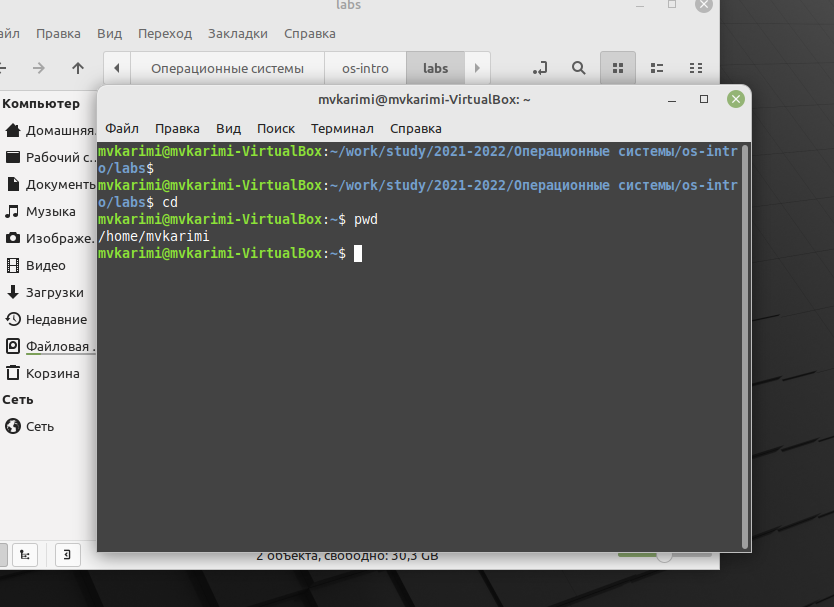 labs
Правка Вид Переход Закладки Справка
Операционные системы os-intro labs
Компьютер
Домашняя…
Рабочий с…
Документы
Музыка
Изображе…
Видео
Загрузки
Недавние
Файловая …
Корзина
Сеть
Сеть
mvkarimi@mvkarimi-VirtualBox: ~
Файл Правка Вид Поиск Терминал Справка
mvkarimi@mvkarimi-VirtualBox:~/work/study/2021-2022/Операционные системы/os-intr
o/labs$
mvkarimi@mvkarimi-VirtualBox:~/work/study/2021-2022/Операционные системы/os-intr
o/labs$ cd
mvkarimi@mvkarimi-VirtualBox:~$ pwd
/home/mvkarimi
mvkarimi@mvkarimi-VirtualBox:~$
2 объекта, свободно: 30,3 GB